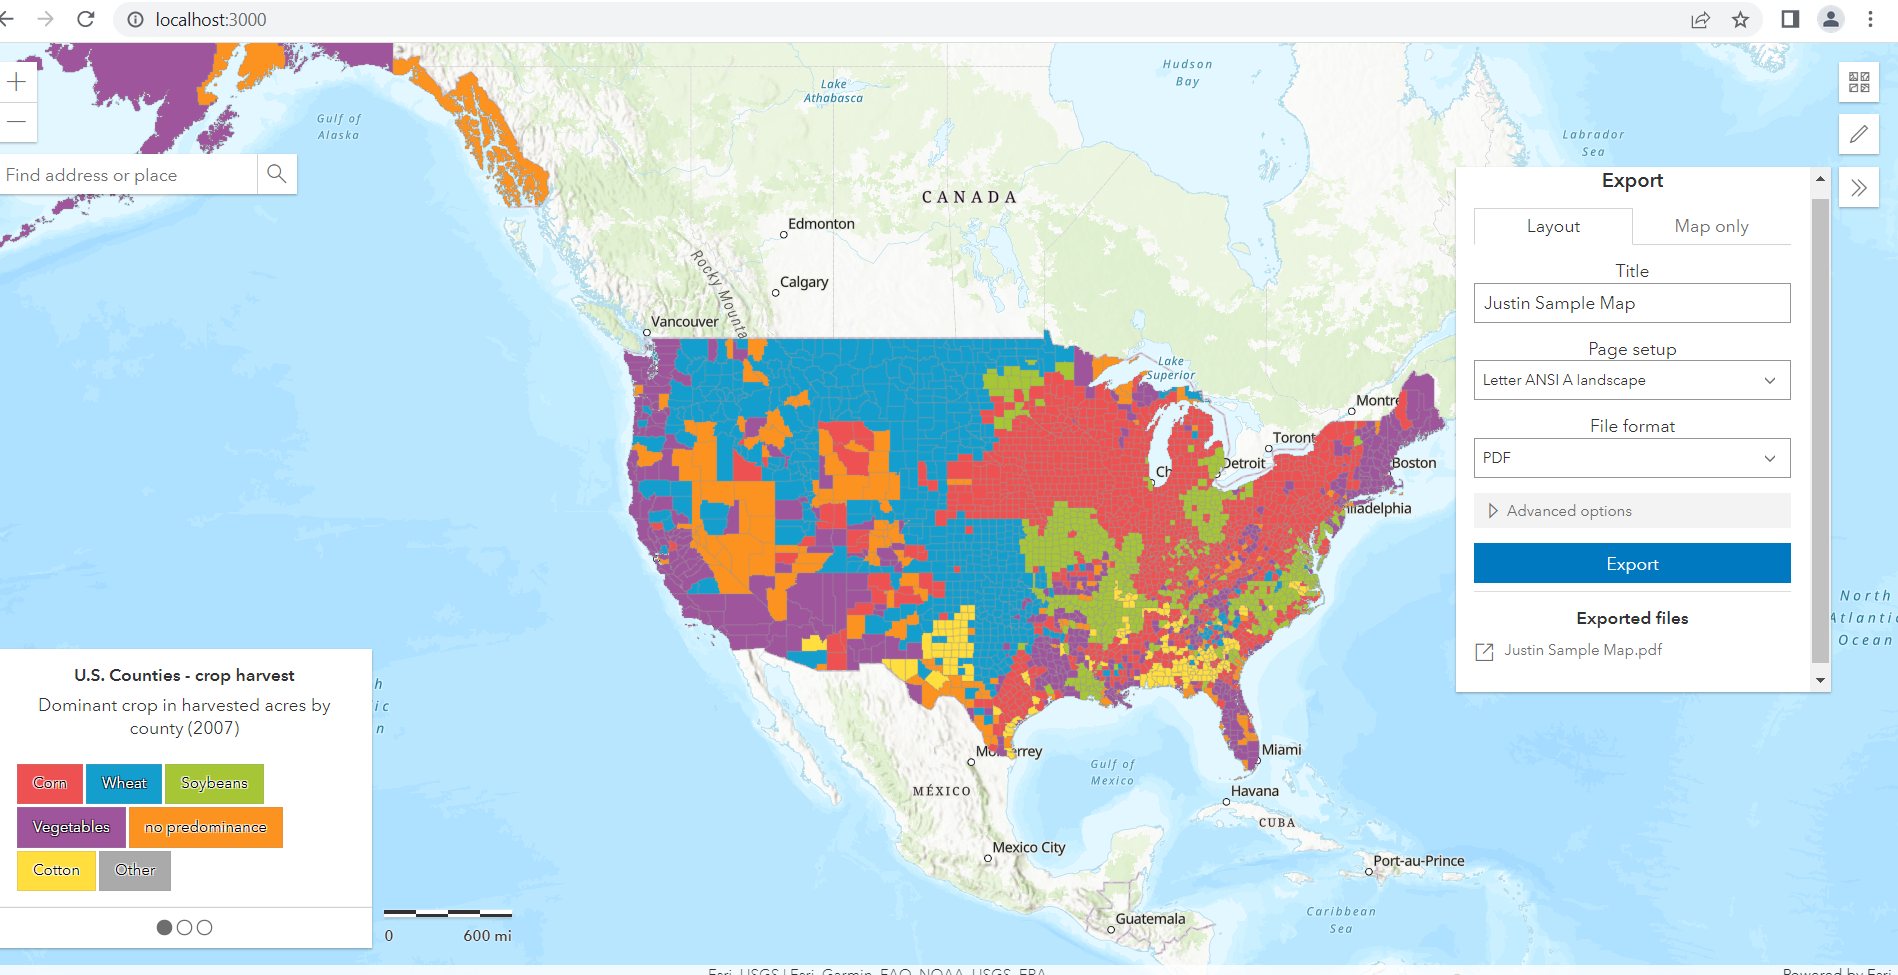 localhost:3000
Find address or place
Gulf of
Alaska
Lake
Athabasca
Hudson
Bay
Labrador
Sea
CANADA
Edmonton
Rocky Mounta
Calgary
Vancouver
Lake
Superior
Montre
Toront
Detroit
Ch
Boston
iladelphia
Monterrey
Miami
Gulf of
Mexico
MÉXICO
Havana
CUBA
Mexico City
Port-au-Prince
Guatemala
Caribbean
Sea
North
Atlantic
Ocean
Export
Layout
Map only
Title
Justin Sample Map
Page setup
Letter ANSI A landscape
File format
PDF
Advanced options
Export
Exported files
Justin Sample Map.pdf
U.S. Counties - crop harvest
Dominant crop in harvested acres by
county (2007)
Corn Wheat Soybeans
Vegetables no predominance
Cotton Other
h
ic
n
0 600 mi
Esri, USGS | Esri, Garmin, FAO, NOAA, USGS, EPA
Powered by Esri